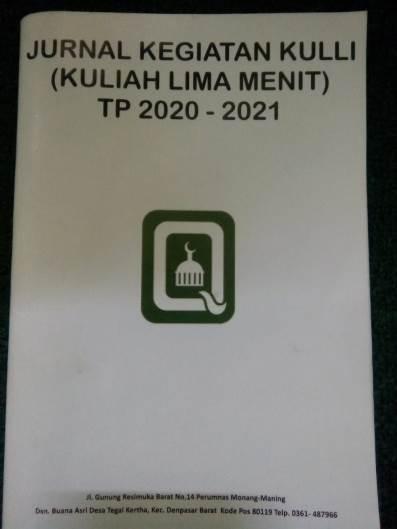 JURNAL KEGIATAN KULLI
(KULIAH LIMA MENIT)
TP 2020 - 2021
Jl. Gunung Resimuka Barat No,14 Perumnas Monang-Maning
Dsn. Buana Asri Desa Tegal Kertha, Kec. Denpasar Barat Kode Pos 80119 Telp. 0361- 487966